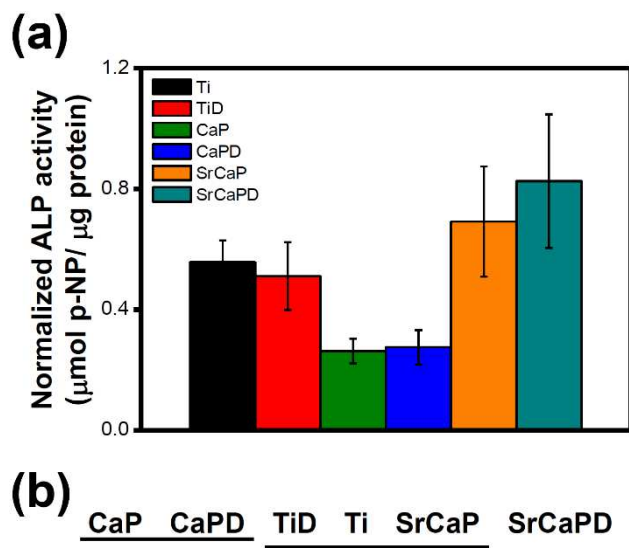 (a)
Normalized ALP activity
(μmol p-NP/ μg protein)
1.2
0.8
0.4
0.0
Ti
TiD
CaP
CaPD
SrCaP
SrCaPD
(b)
CaP CaPD TiD Ti SrCaP SrCaPD